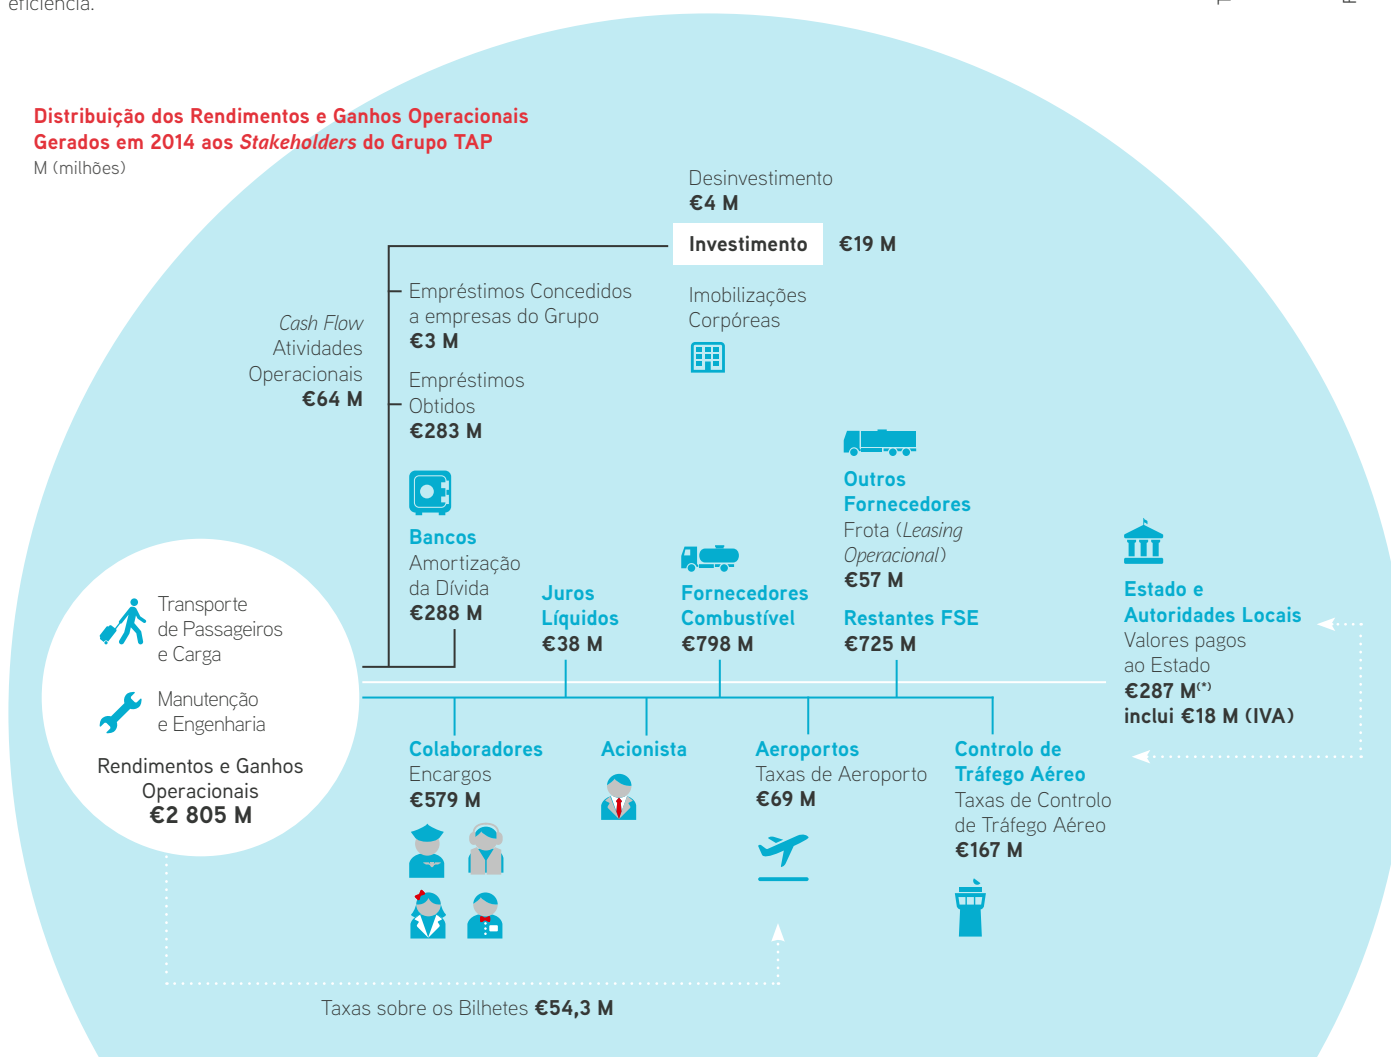 eficiência.
Distribuição dos Rendimentos e Ganhos Operacionais
Gerados em 2014 aos Stakeholders do Grupo TAP
M (milhões)
Desinvestimento
€4 M
Investimento €19 M
Imobilizações
Corpóreas
Cash Flow
Atividades
Operacionais
€64 M
Empréstimos Concedidos
a empresas do Grupo
€3 M
Empréstimos
Obtidos
€283 M
Bancos
Amortização
da Dívida
€288 M
Juros
Líquidos
€38 M
Fornecedores
Combustível
€798 M
Outros
Fornecedores
Frota (Leasing
Operacional)
€57 M
Restantes FSE
€725 M
Estado e
Autoridades Locais
Valores pagos
ao Estado
€287 M(*)
inclui €18 M (IVA)
Transporte
de Passageiros
e Carga
Manutenção
e Engenharia
Rendimentos e Ganhos
Operacionais
€2 805 M
Colaboradores
Encargos
€579 M
Acionista
Aeroportos
Taxas de Aeroporto
€69 M
Controlo de
Tráfego Aéreo
Taxas de Controlo
de Tráfego Aéreo
€167 M
Taxas sobre os Bilhetes €54,3 M